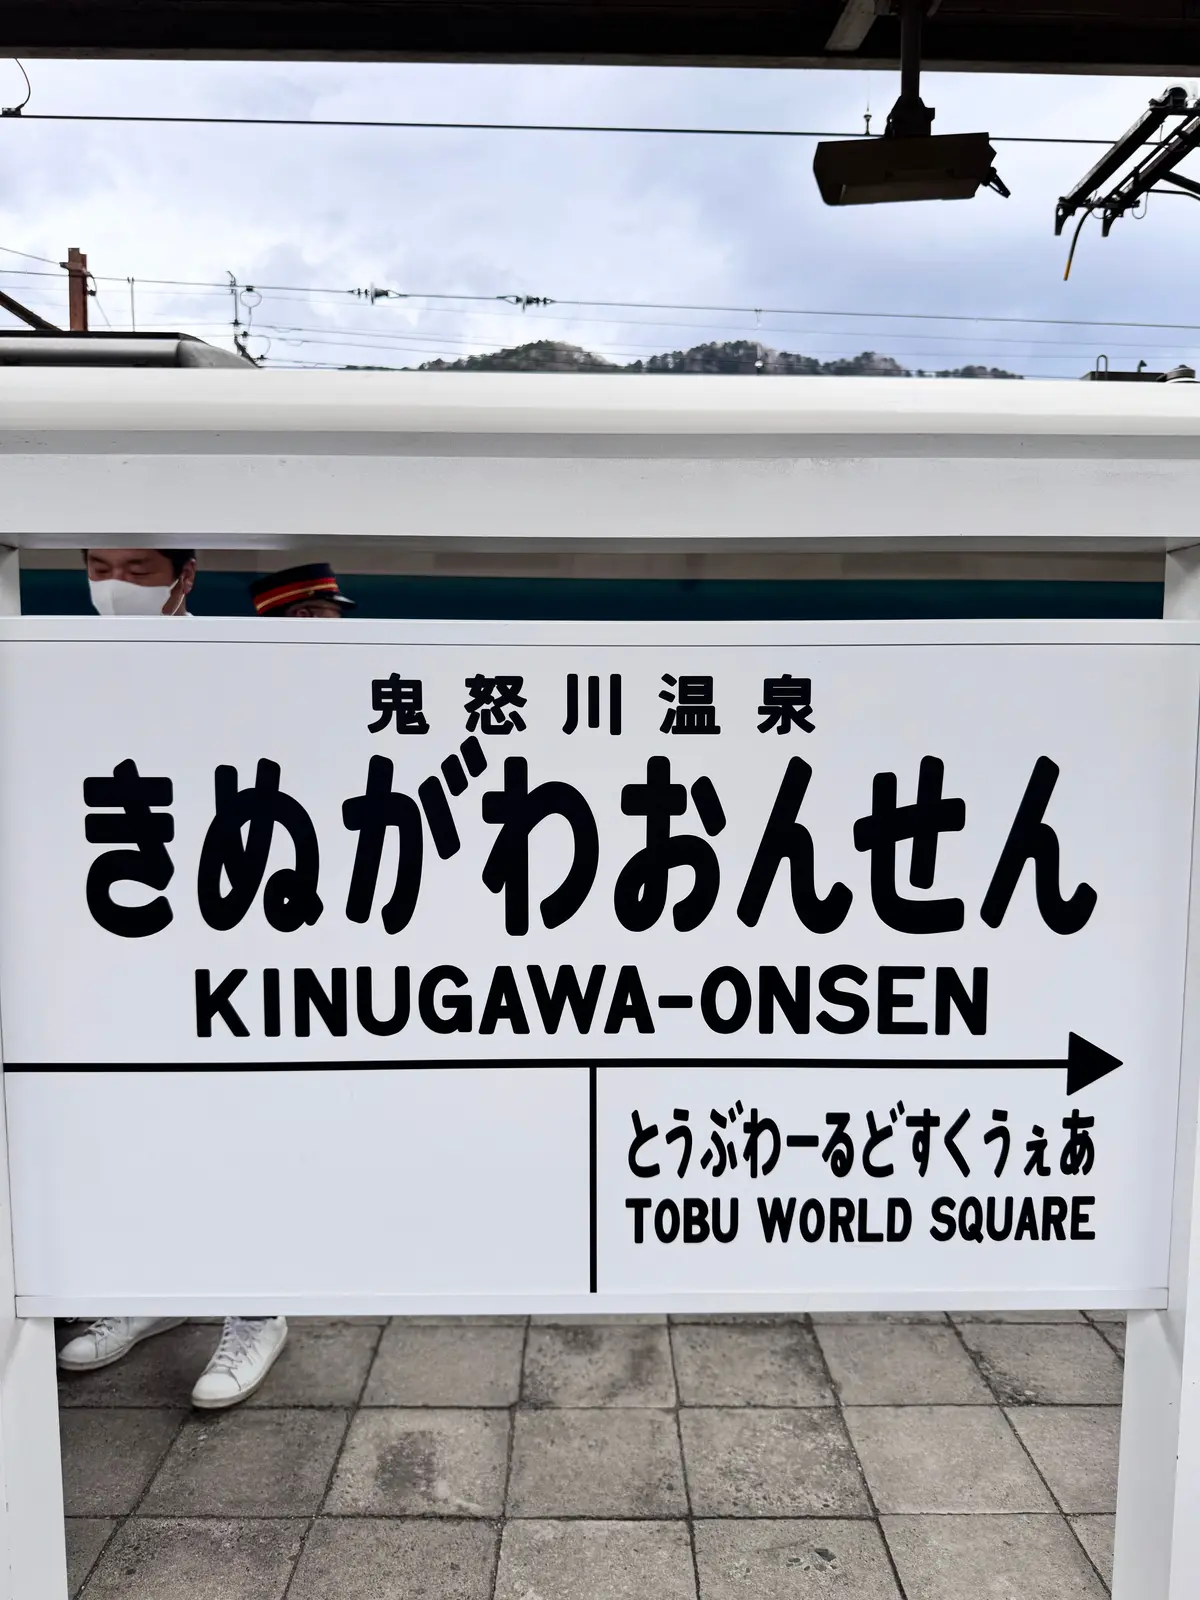 鬼怒川温泉
きぬがわおんせん
KINUGAWA-ONSEN
とうぶわーるどすくうぇあ
TOBU WORLD SQUARE